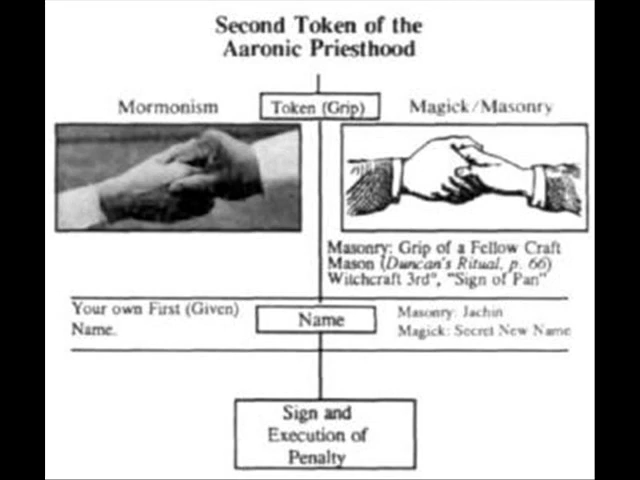 Second Token of the
Aaronic Priesthood
Mormonism
Token (Grip)
Magick/Masonry
Masonry: Grip of a Fellow Craft
Mason (Duncan's Ritual, p. 66)
Witchcraft 3rd°, "Sign of Pan"
Your own First (Given)
Name.
Name
Masonry: Jachin
Magick: Secret New Name
Sign and
Execution of
Penalty